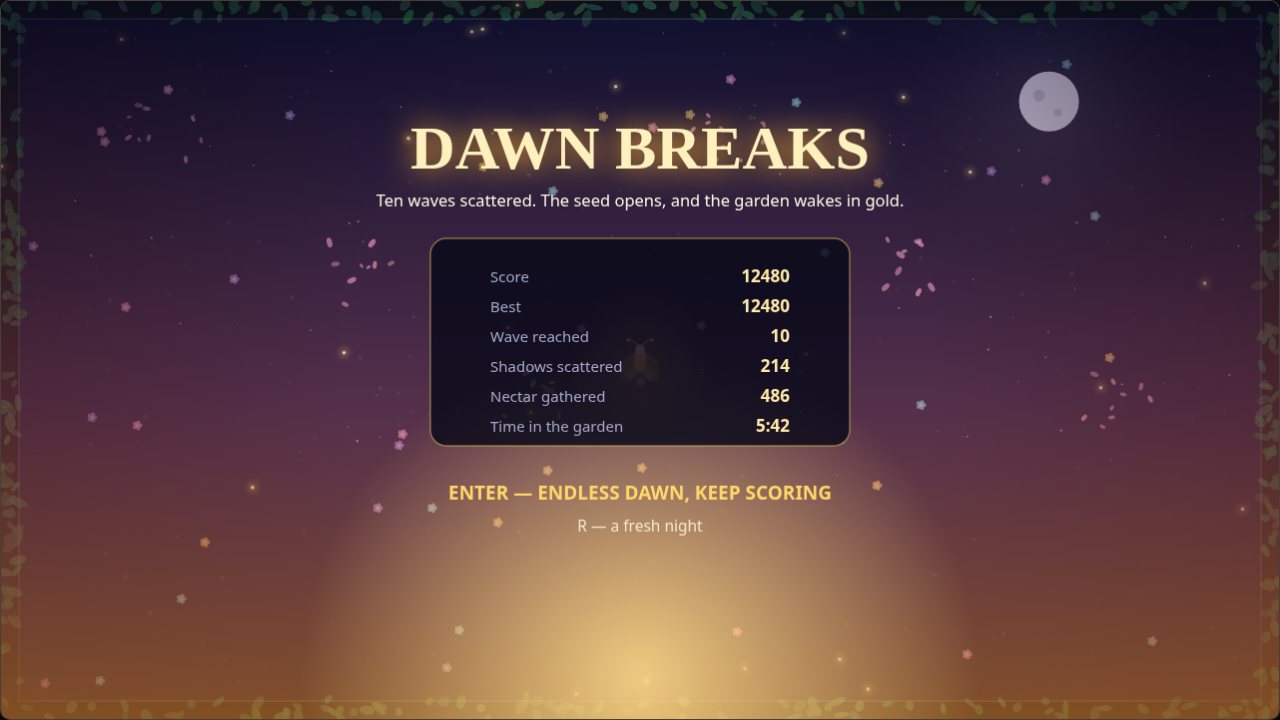 DAWN BREAKS
Ten waves scattered. The seed opens, and the garden wakes in gold.
Score 12480
Best 12480
Wave reached 10
Shadows scattered 214
Nectar gathered 486
Time in the garden 5:42
ENTER — ENDLESS DAWN, KEEP SCORING
R — a fresh night